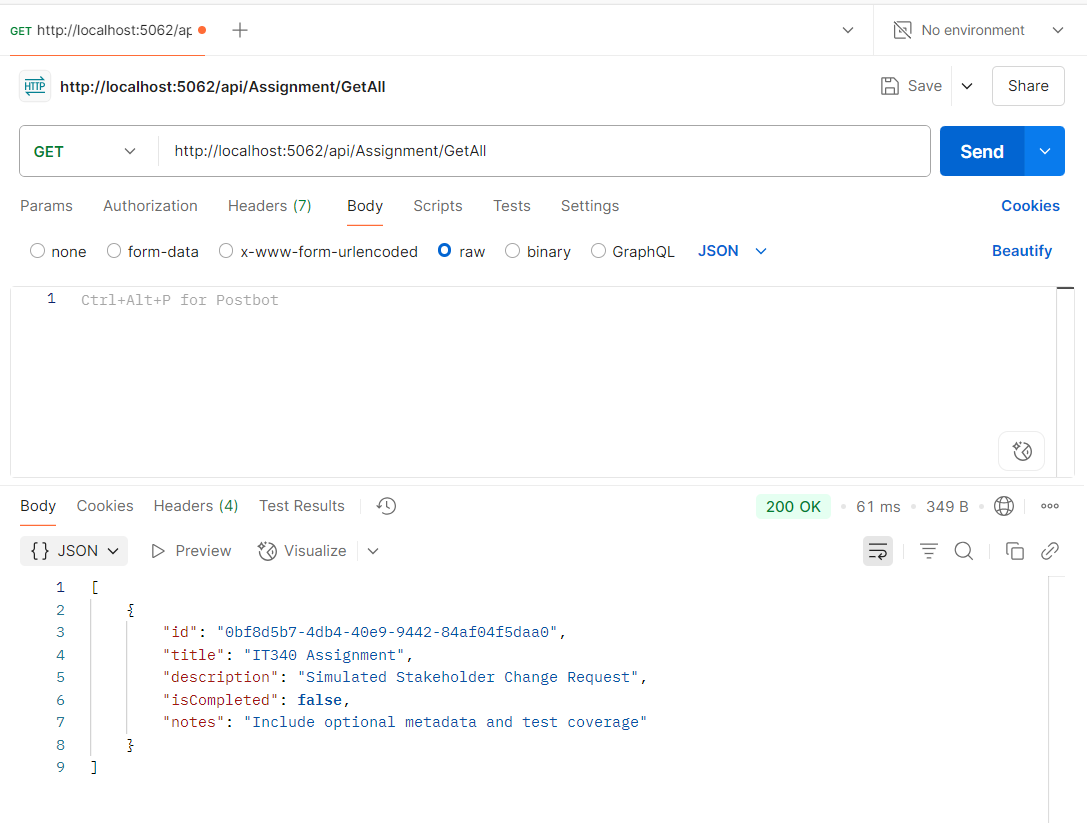 GET http://localhost:5062/ap
No environment
HTTP http://localhost:5062/api/Assignment/GetAll
Save
Share
GET http://localhost:5062/api/Assignment/GetAll
Send
Params Authorization Headers (7) Body Scripts Tests Settings Cookies
none form-data x-www-form-urlencoded raw binary GraphQL JSON Beautify
1 Ctrl+Alt+P for Postbot
Body Cookies Headers (4) Test Results 200 OK • 61 ms • 349 B •
{} JSON Preview Visualize
1 [
2 {
3 "id": "0bf8d5b7-4db4-40e9-9442-84af04f5daa0",
4 "title": "IT340 Assignment",
5 "description": "Simulated Stakeholder Change Request",
6 "isCompleted": false,
7 "notes": "Include optional metadata and test coverage"
8 }
9 ]